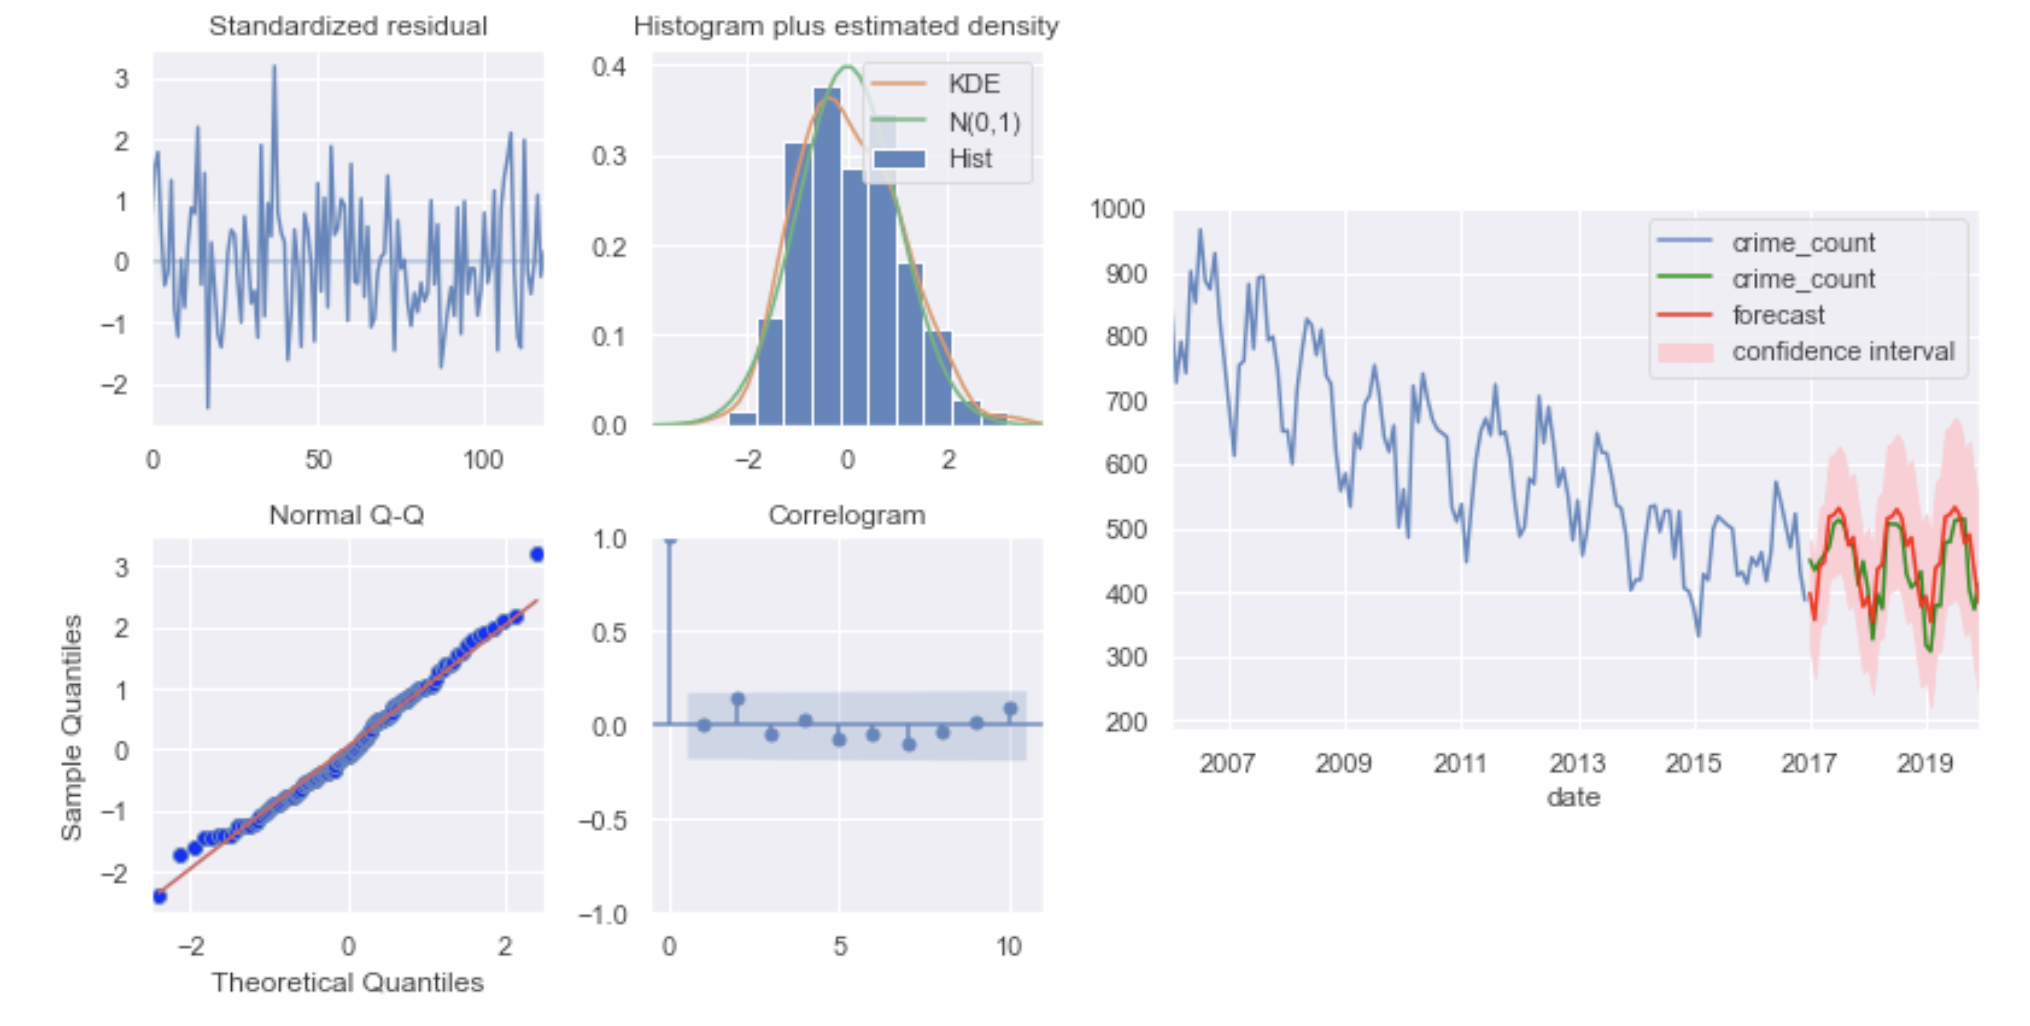 Standardized residual
3
2
1
0
−1
−2
0 50 100
Histogram plus estimated density
0.4
0.3
0.2
0.1
0.0
KDE
N(0,1)
Hist
−2 0 2
Normal Q-Q
Sample Quantiles
3
2
1
0
−1
−2
−2 0 2
Theoretical Quantiles
Correlogram
1.0
0.5
0.0
−0.5
−1.0
0 5 10
1000
900
800
700
600
500
400
300
200
crime_count
crime_count
forecast
confidence interval
2007 2009 2011 2013 2015 2017 2019
date